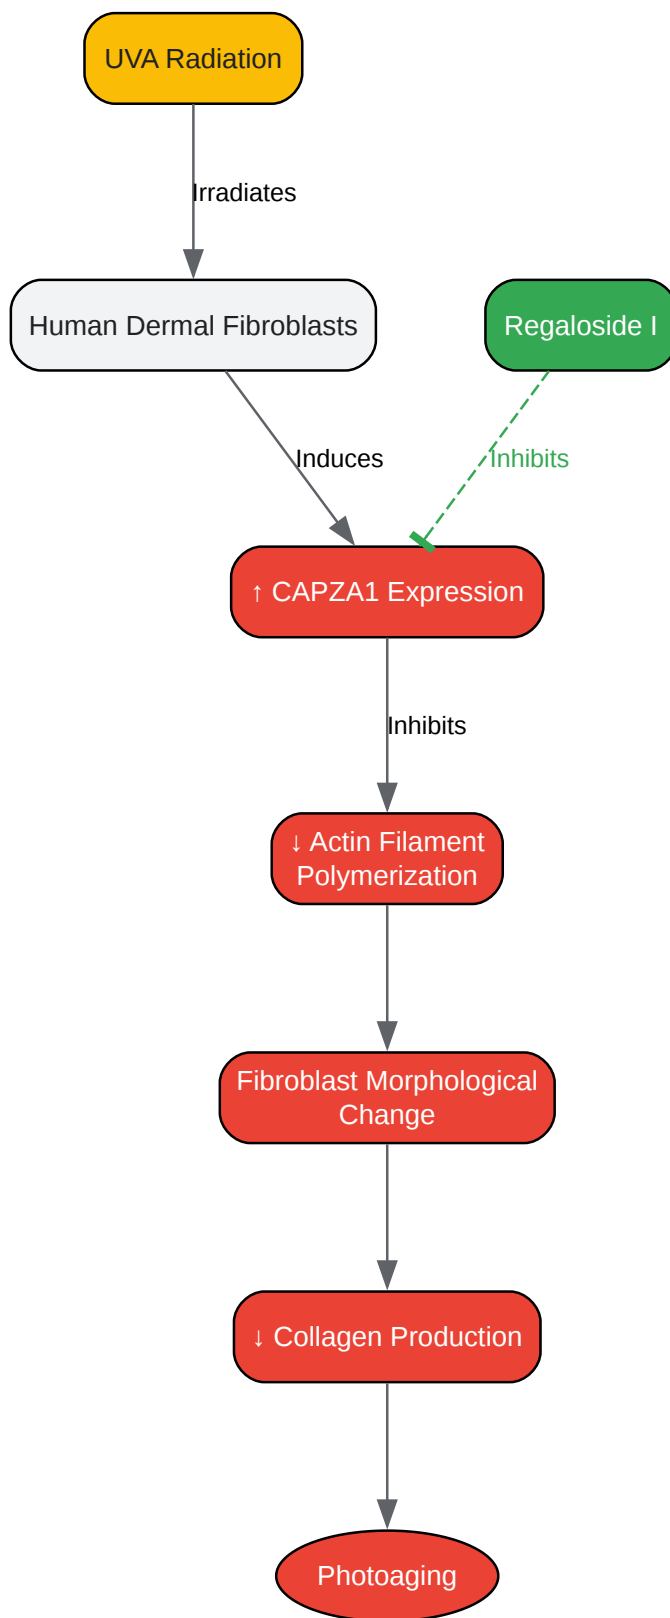 UVA Radiation
Irradiates
Human Dermal Fibroblasts
Regaloside I
Induces
Inhibits
↑ CAPZA1 Expression
Inhibits
↓ Actin Filament
Polymerization
Fibroblast Morphological
Change
↓ Collagen Production
Photoaging